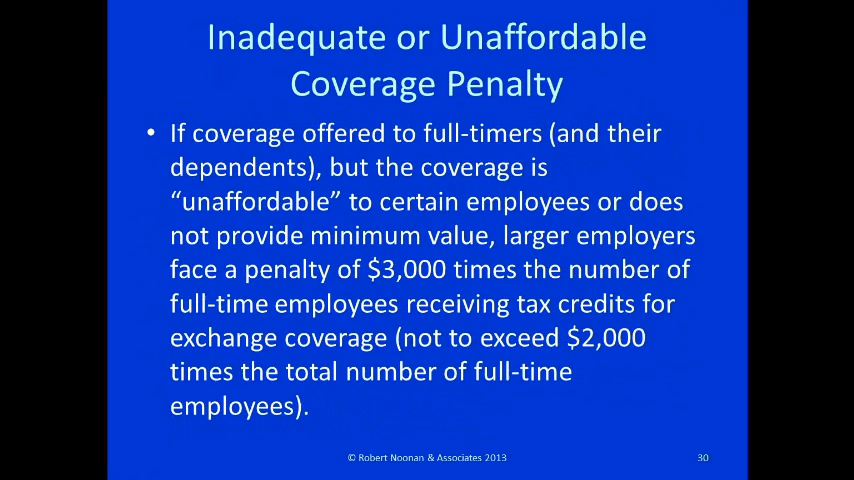 Inadequate or Unaffordable
Coverage Penalty
• If coverage offered to full-timers (and their
dependents), but the coverage is
“unaffordable” to certain employees or does
not provide minimum value, larger employers
face a penalty of $3,000 times the number of
full-time employees receiving tax credits for
exchange coverage (not to exceed $2,000
times the total number of full-time
employees).
© Robert Noonan & Associates 2013
30